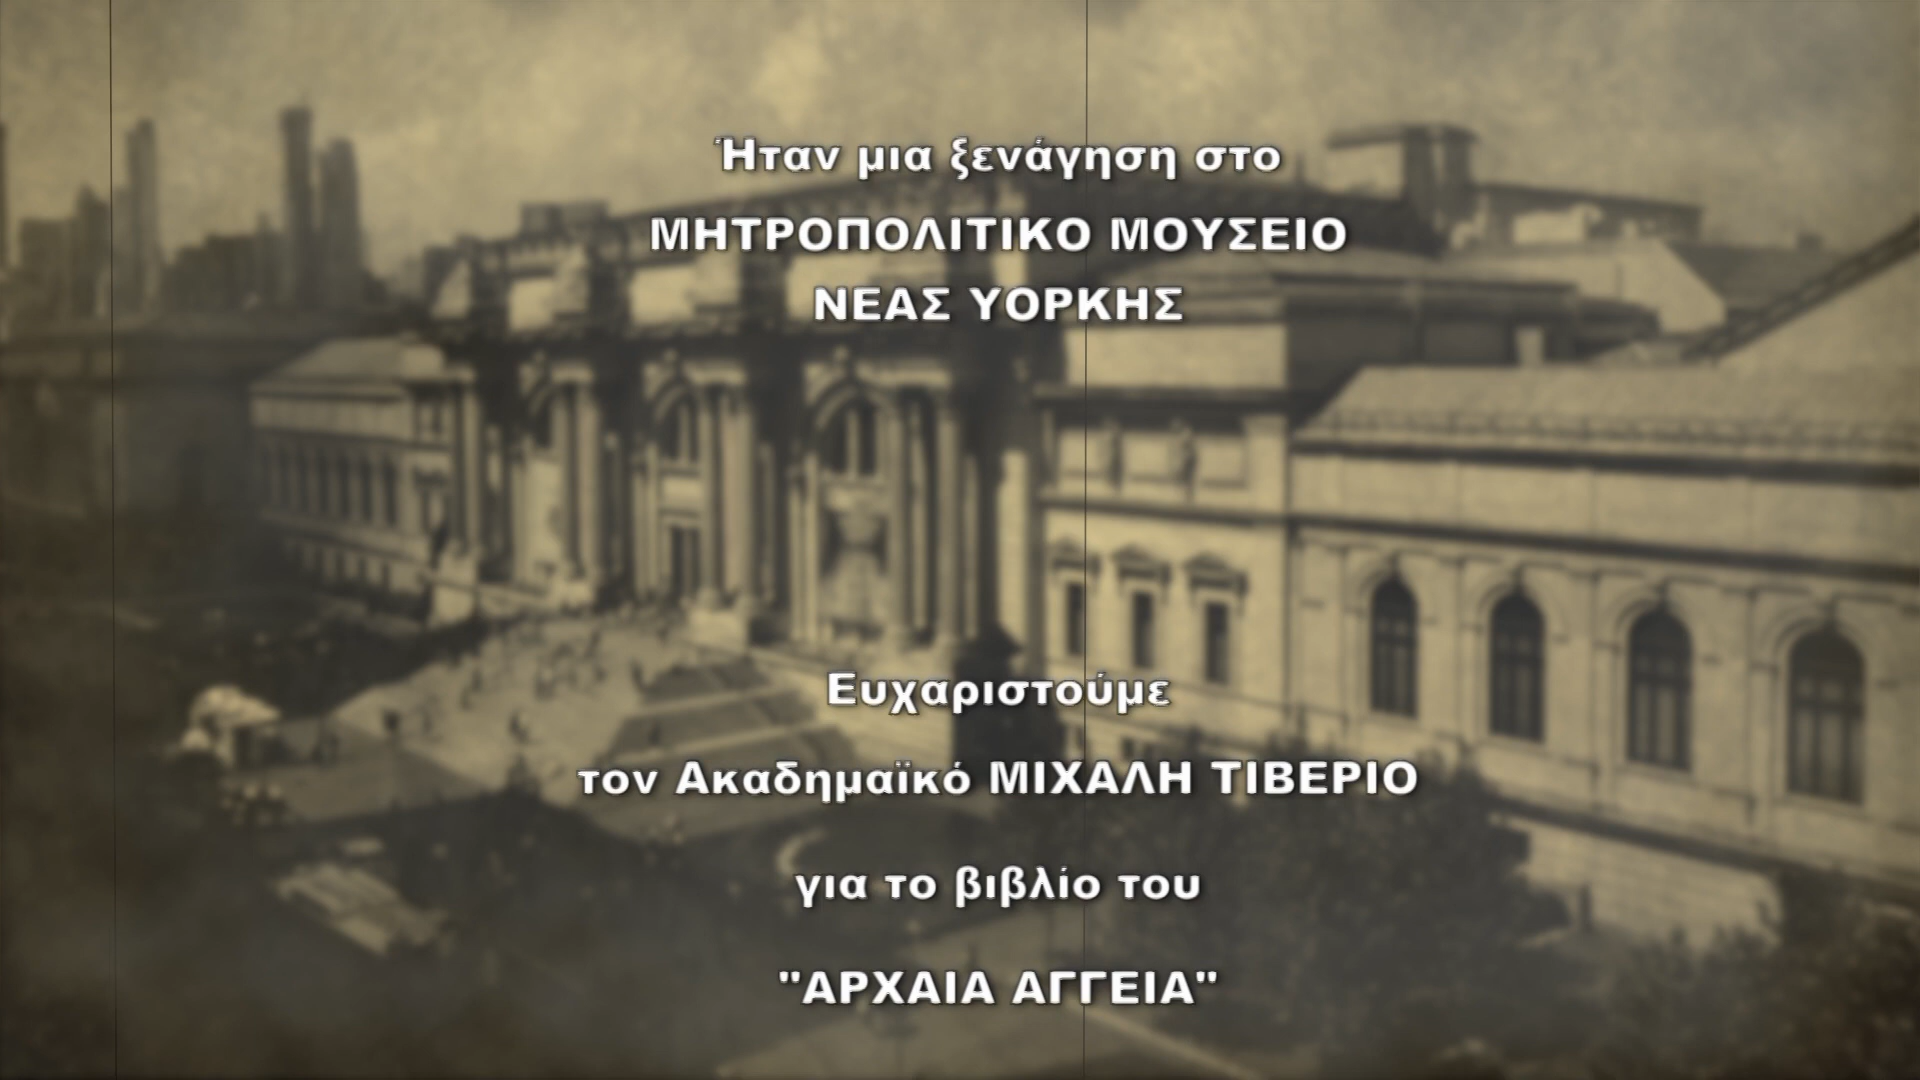 Ήταν μια ξενάγηση στο
ΜΗΤΡΟΠΟΛΙΤΙΚΟ ΜΟΥΣΕΙΟ
ΝΕΑΣ ΥΟΡΚΗΣ
Ευχαριστούμε
τον Ακαδημαϊκό ΜΙΧΑΛΗ ΤΙΒΕΡΙΟ
για το βιβλίο του
"ΑΡΧΑΙΑ ΑΓΓΕΙΑ"